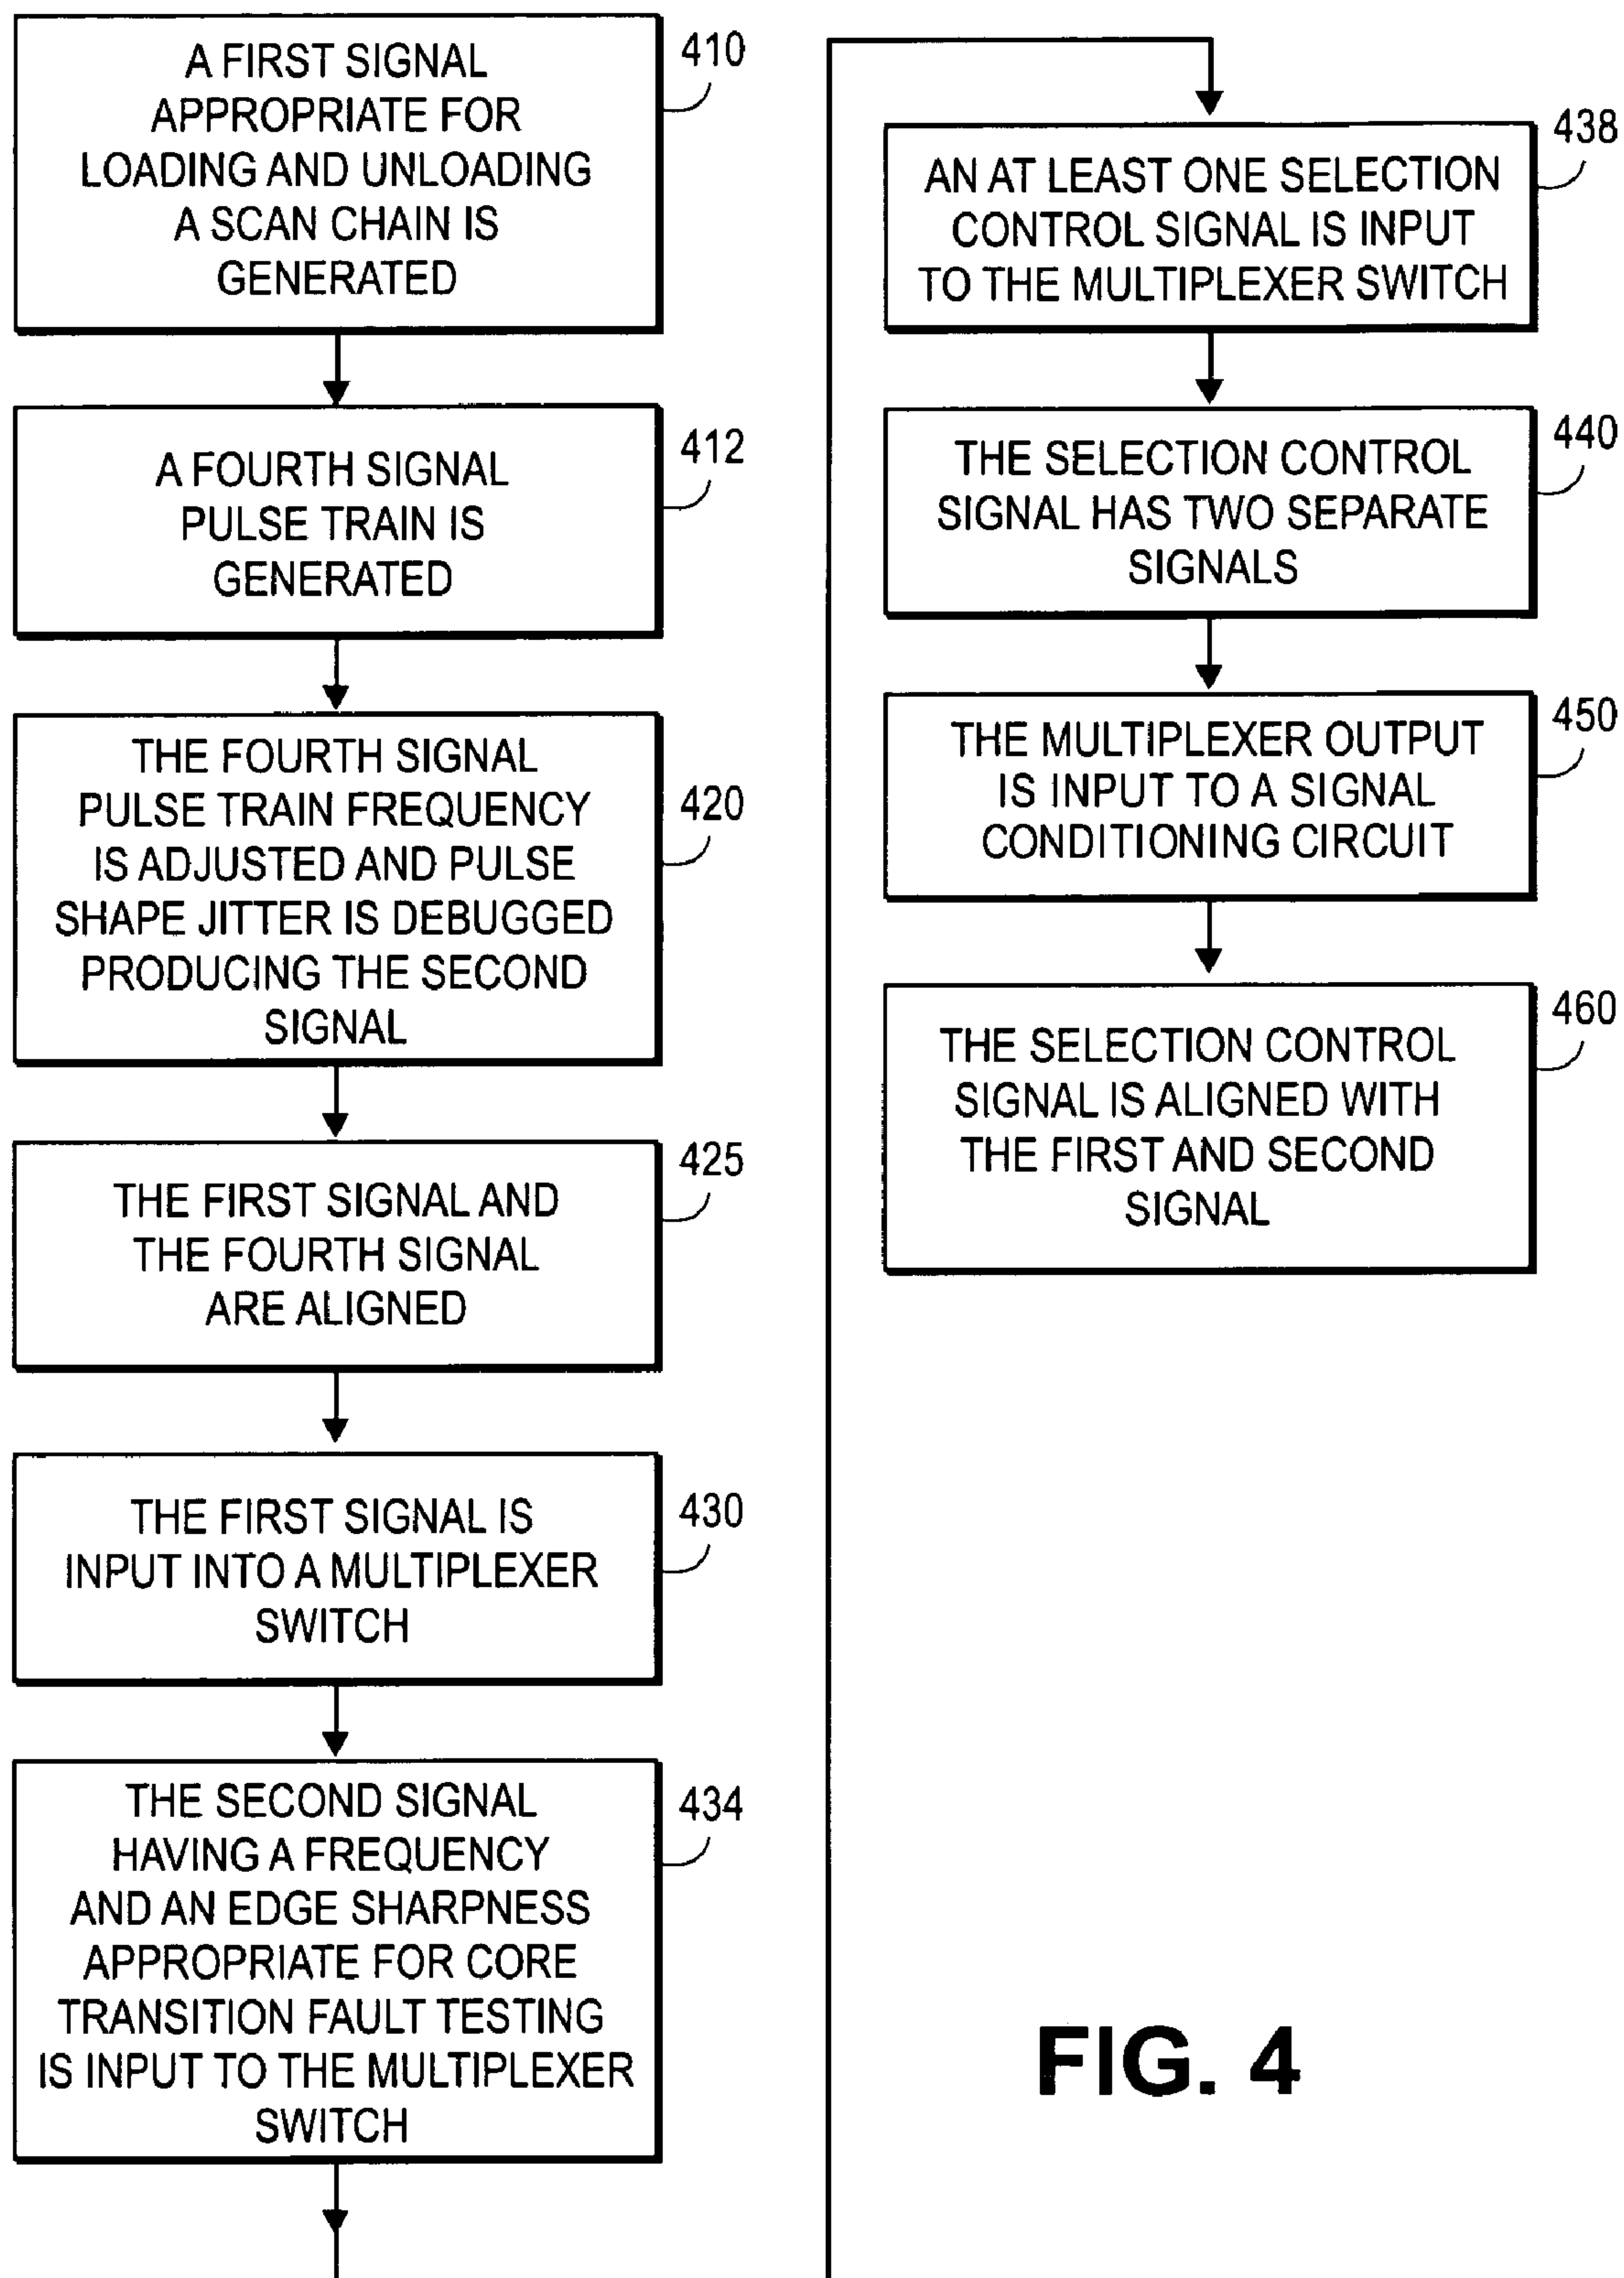 A FIRST SIGNAL
APPROPRIATE FOR
LOADING AND UNLOADING
A SCAN CHAIN IS
GENERATED
410
A FOURTH SIGNAL
PULSE TRAIN IS
GENERATED
412
THE FOURTH SIGNAL
PULSE TRAIN FREQUENCY
IS ADJUSTED AND PULSE
SHAPE JITTER IS DEBUGGED
PRODUCING THE SECOND
SIGNAL
420
THE FIRST SIGNAL AND
THE FOURTH SIGNAL
ARE ALIGNED
425
THE FIRST SIGNAL IS
INPUT INTO A MULTIPLEXER
SWITCH
430
THE SECOND SIGNAL
HAVING A FREQUENCY
AND AN EDGE SHARPNESS
APPROPRIATE FOR CORE
TRANSITION FAULT TESTING
IS INPUT TO THE MULTIPLEXER
SWITCH
434
AN AT LEAST ONE SELECTION
CONTROL SIGNAL IS INPUT
TO THE MULTIPLEXER SWITCH
438
THE SELECTION CONTROL
SIGNAL HAS TWO SEPARATE
SIGNALS
440
THE MULTIPLEXER OUTPUT
IS INPUT TO A SIGNAL
CONDITIONING CIRCUIT
450
THE SELECTION CONTROL
SIGNAL IS ALIGNED WITH
THE FIRST AND SECOND
SIGNAL
460
FIG. 4